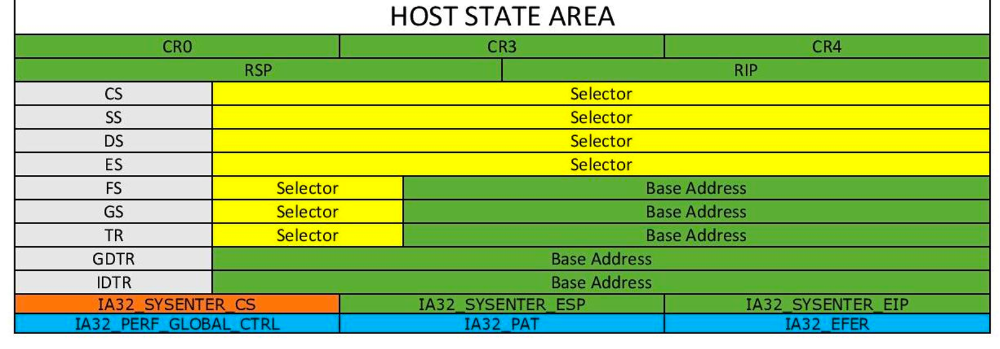 HOST STATE AREA
CR0 CR3 CR4
RSP RIP
CS Selector
SS Selector
DS Selector
ES Selector
FS Selector Base Address
GS Selector Base Address
TR Selector Base Address
GDTR Base Address
IDTR Base Address
IA32_SYSENTER_CS IA32_SYSENTER_ESP IA32_SYSENTER_EIP
IA32_PERF_GLOBAL_CTRL IA32_PAT IA32_EFER